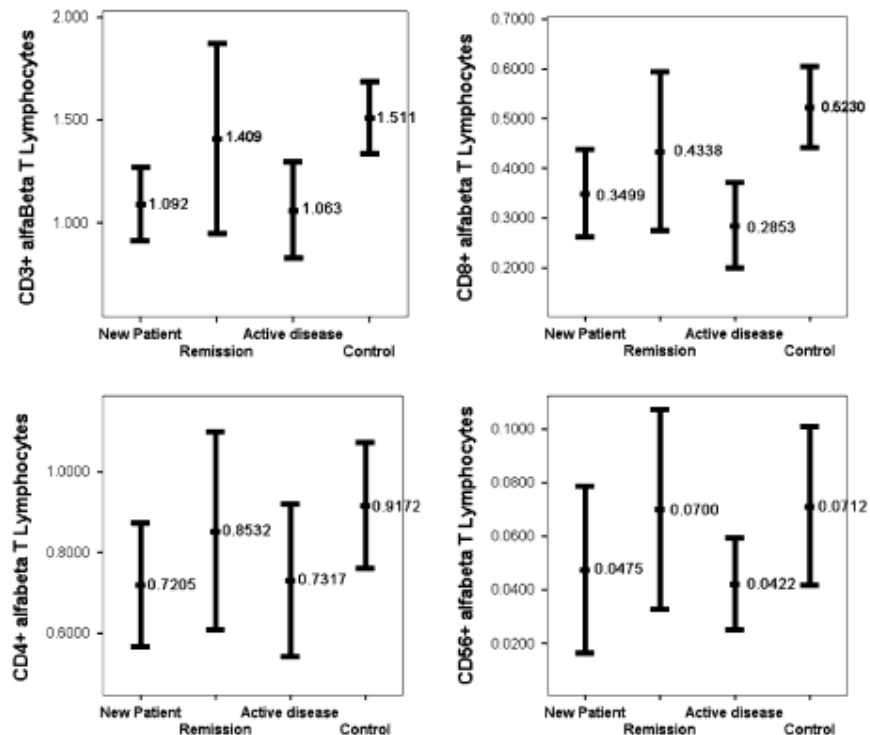 CD3+ alfaBeta T Lymphocytes
2.000
1.500
1.000
1.092
1.409
1.063
1.511
New Patient
Remission
Active disease
Control
CD8+ alfabeta T Lymphocytes
0.7000
0.6000
0.5000
0.4000
0.3000
0.2000
0.3499
0.4338
0.2853
0.5230
New Patient
Remission
Active disease
Control
CD4+ alfabeta T Lymphocytes
1.0000
0.8000
0.6000
0.7205
0.8532
0.7317
0.9172
New Patient
Remission
Active disease
Control
CD56+ alfabeta T Lymphocytes
0.1000
0.0800
0.0600
0.0400
0.0200
0.0475
0.0700
0.0422
0.0712
New Patient
Remission
Active disease
Control